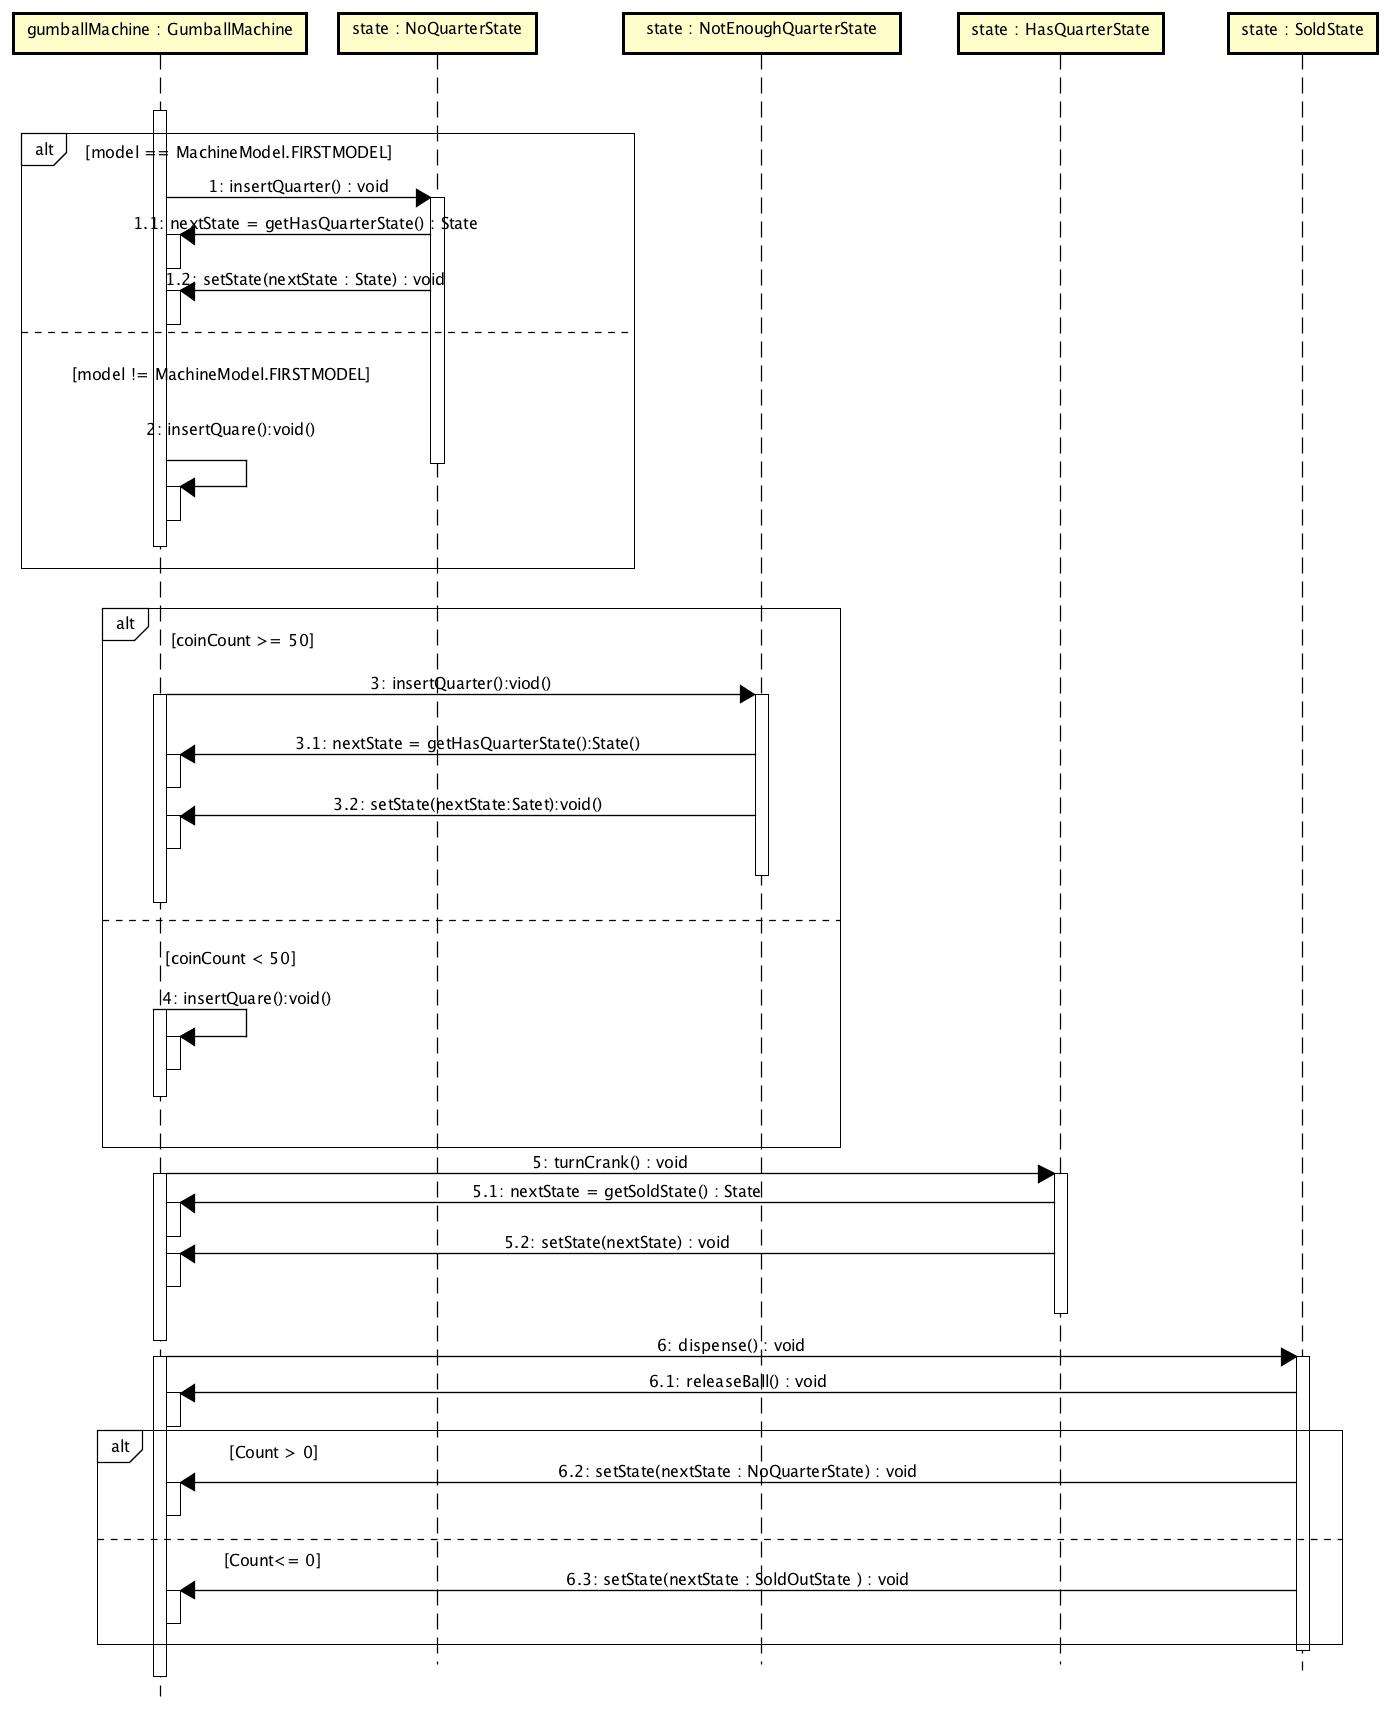 gumballMachine : GumballMachine
state : NoQuarterState
state : NotEnoughQuarterState
state : HasQuarterState
state : SoldState
alt
[model == MachineModel.FIRSTMODEL]
1: insertQuarter() : void
1.1: nextState = getHasQuarterState() : State
1.2: setState(nextState : State) : void
[model != MachineModel.FIRSTMODEL]
2: insertQuare():void()
alt
[coinCount >= 50]
3: insertQuarter():viod()
3.1: nextState = getHasQuarterState():State()
3.2: setState(nextState:Satet):void()
[coinCount < 50]
4: insertQuare():void()
5: turnCrank() : void
5.1: nextState = getSoldState() : State
5.2: setState(nextState) : void
6: dispense() : void
6.1: releaseBall() : void
alt
[Count > 0]
6.2: setState(nextState : NoQuarterState) : void
[Count<= 0]
6.3: setState(nextState : SoldOutState ) : void